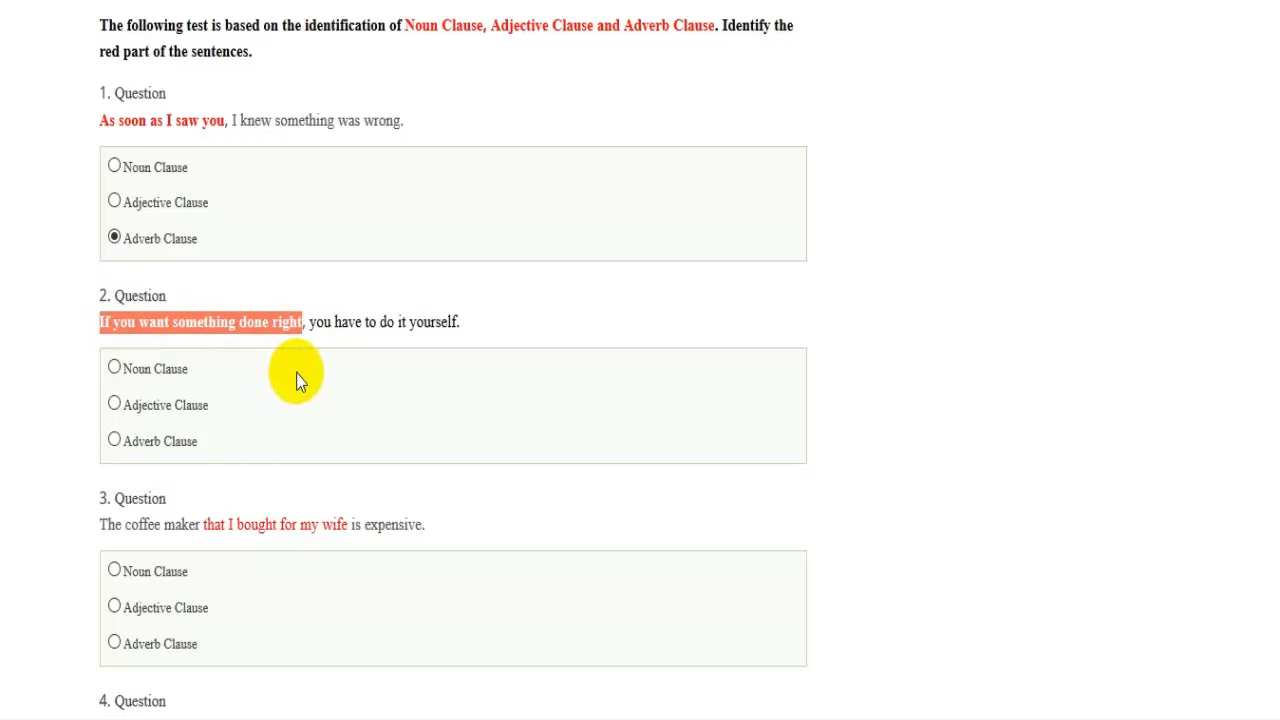 The following test is based on the identification of Noun Clause, Adjective Clause and Adverb Clause. Identify the
red part of the sentences.
1. Question
As soon as I saw you, I knew something was wrong.
Noun Clause
Adjective Clause
Adverb Clause
2. Question
If you want something done right, you have to do it yourself.
Noun Clause
Adjective Clause
Adverb Clause
3. Question
The coffee maker that I bought for my wife is expensive.
Noun Clause
Adjective Clause
Adverb Clause
4. Question